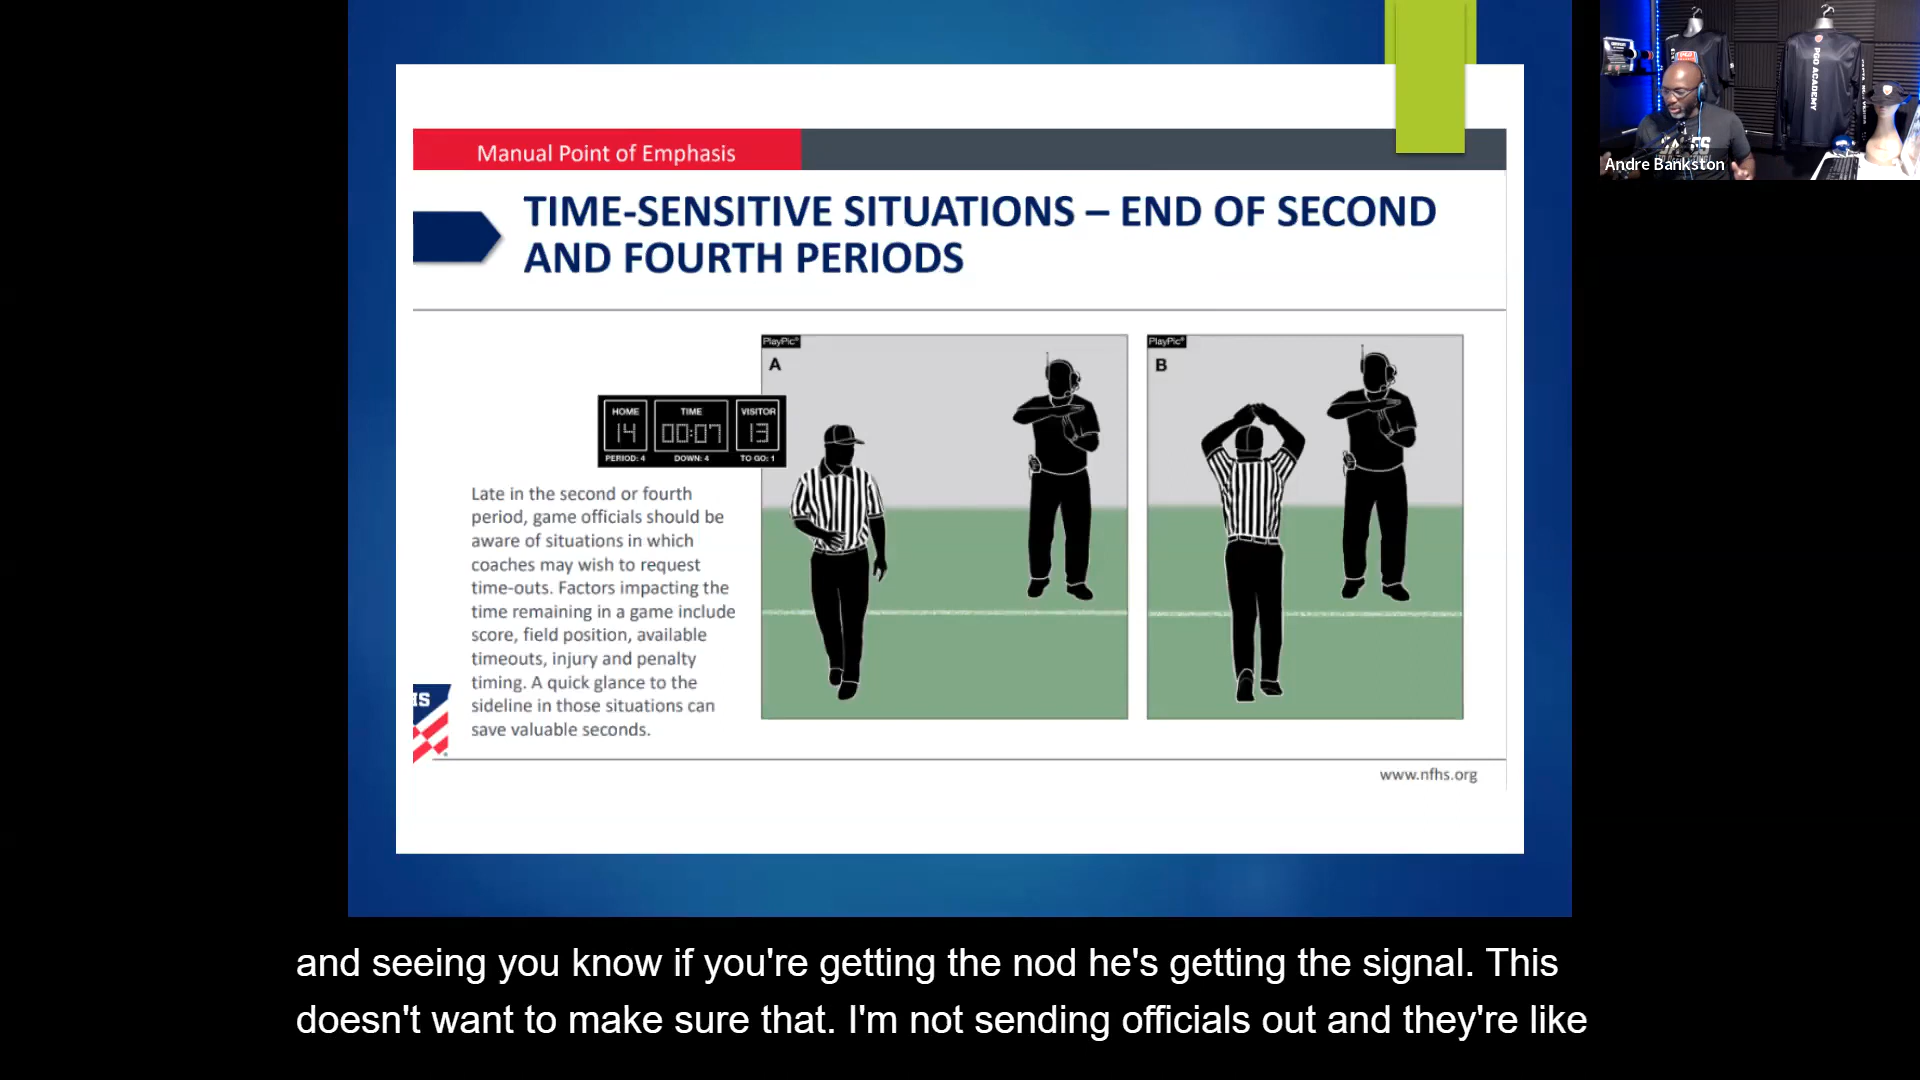 Manual Point of Emphasis
TIME-SENSITIVE SITUATIONS – END OF SECOND
AND FOURTH PERIODS
PlayPic®
A
PlayPic®
B
HOME
TIME
VISITOR
14
00:07
13
PERIOD: 4
DOWN: 4
TO GO: 1
Late in the second or fourth
period, game officials should be
aware of situations in which
coaches may wish to request
time-outs. Factors impacting the
time remaining in a game include
score, field position, available
timeouts, injury and penalty
timing. A quick glance to the
sideline in those situations can
save valuable seconds.
www.nfhs.org
PGO ACADEMY
Andre Bankston
and seeing you know if you're getting the nod he's getting the signal. This
doesn't want to make sure that. I'm not sending officials out and they're like